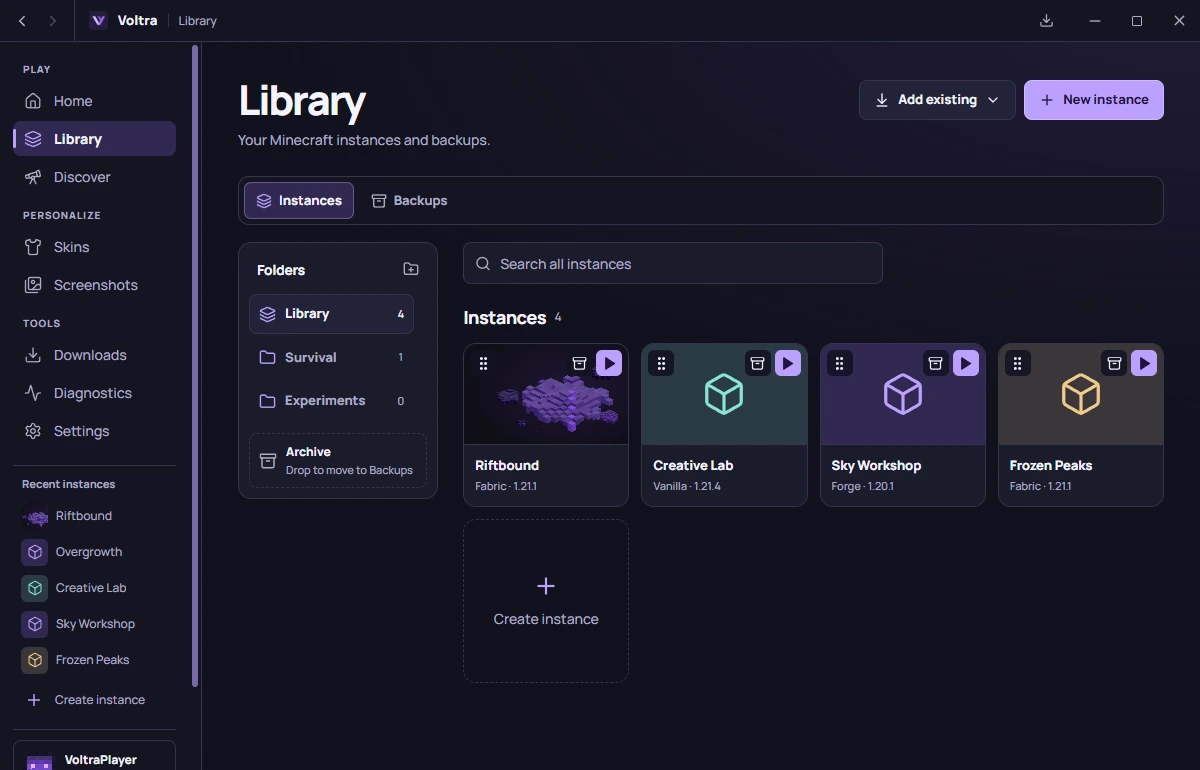 Voltra
Library
PLAY
Home
Library
Discover
PERSONALIZE
Skins
Screenshots
TOOLS
Downloads
Diagnostics
Settings
Recent instances
Riftbound
Overgrowth
Creative Lab
Sky Workshop
Frozen Peaks
Create instance
VoltraPlayer
Library
Your Minecraft instances and backups.
Add existing
New instance
Instances
Backups
Folders
Library 4
Survival 1
Experiments 0
Archive
Drop to move to Backups
Search all instances
Instances 4
Riftbound
Fabric · 1.21.1
Creative Lab
Vanilla · 1.21.4
Sky Workshop
Forge · 1.20.1
Frozen Peaks
Fabric · 1.21.1
Create instance